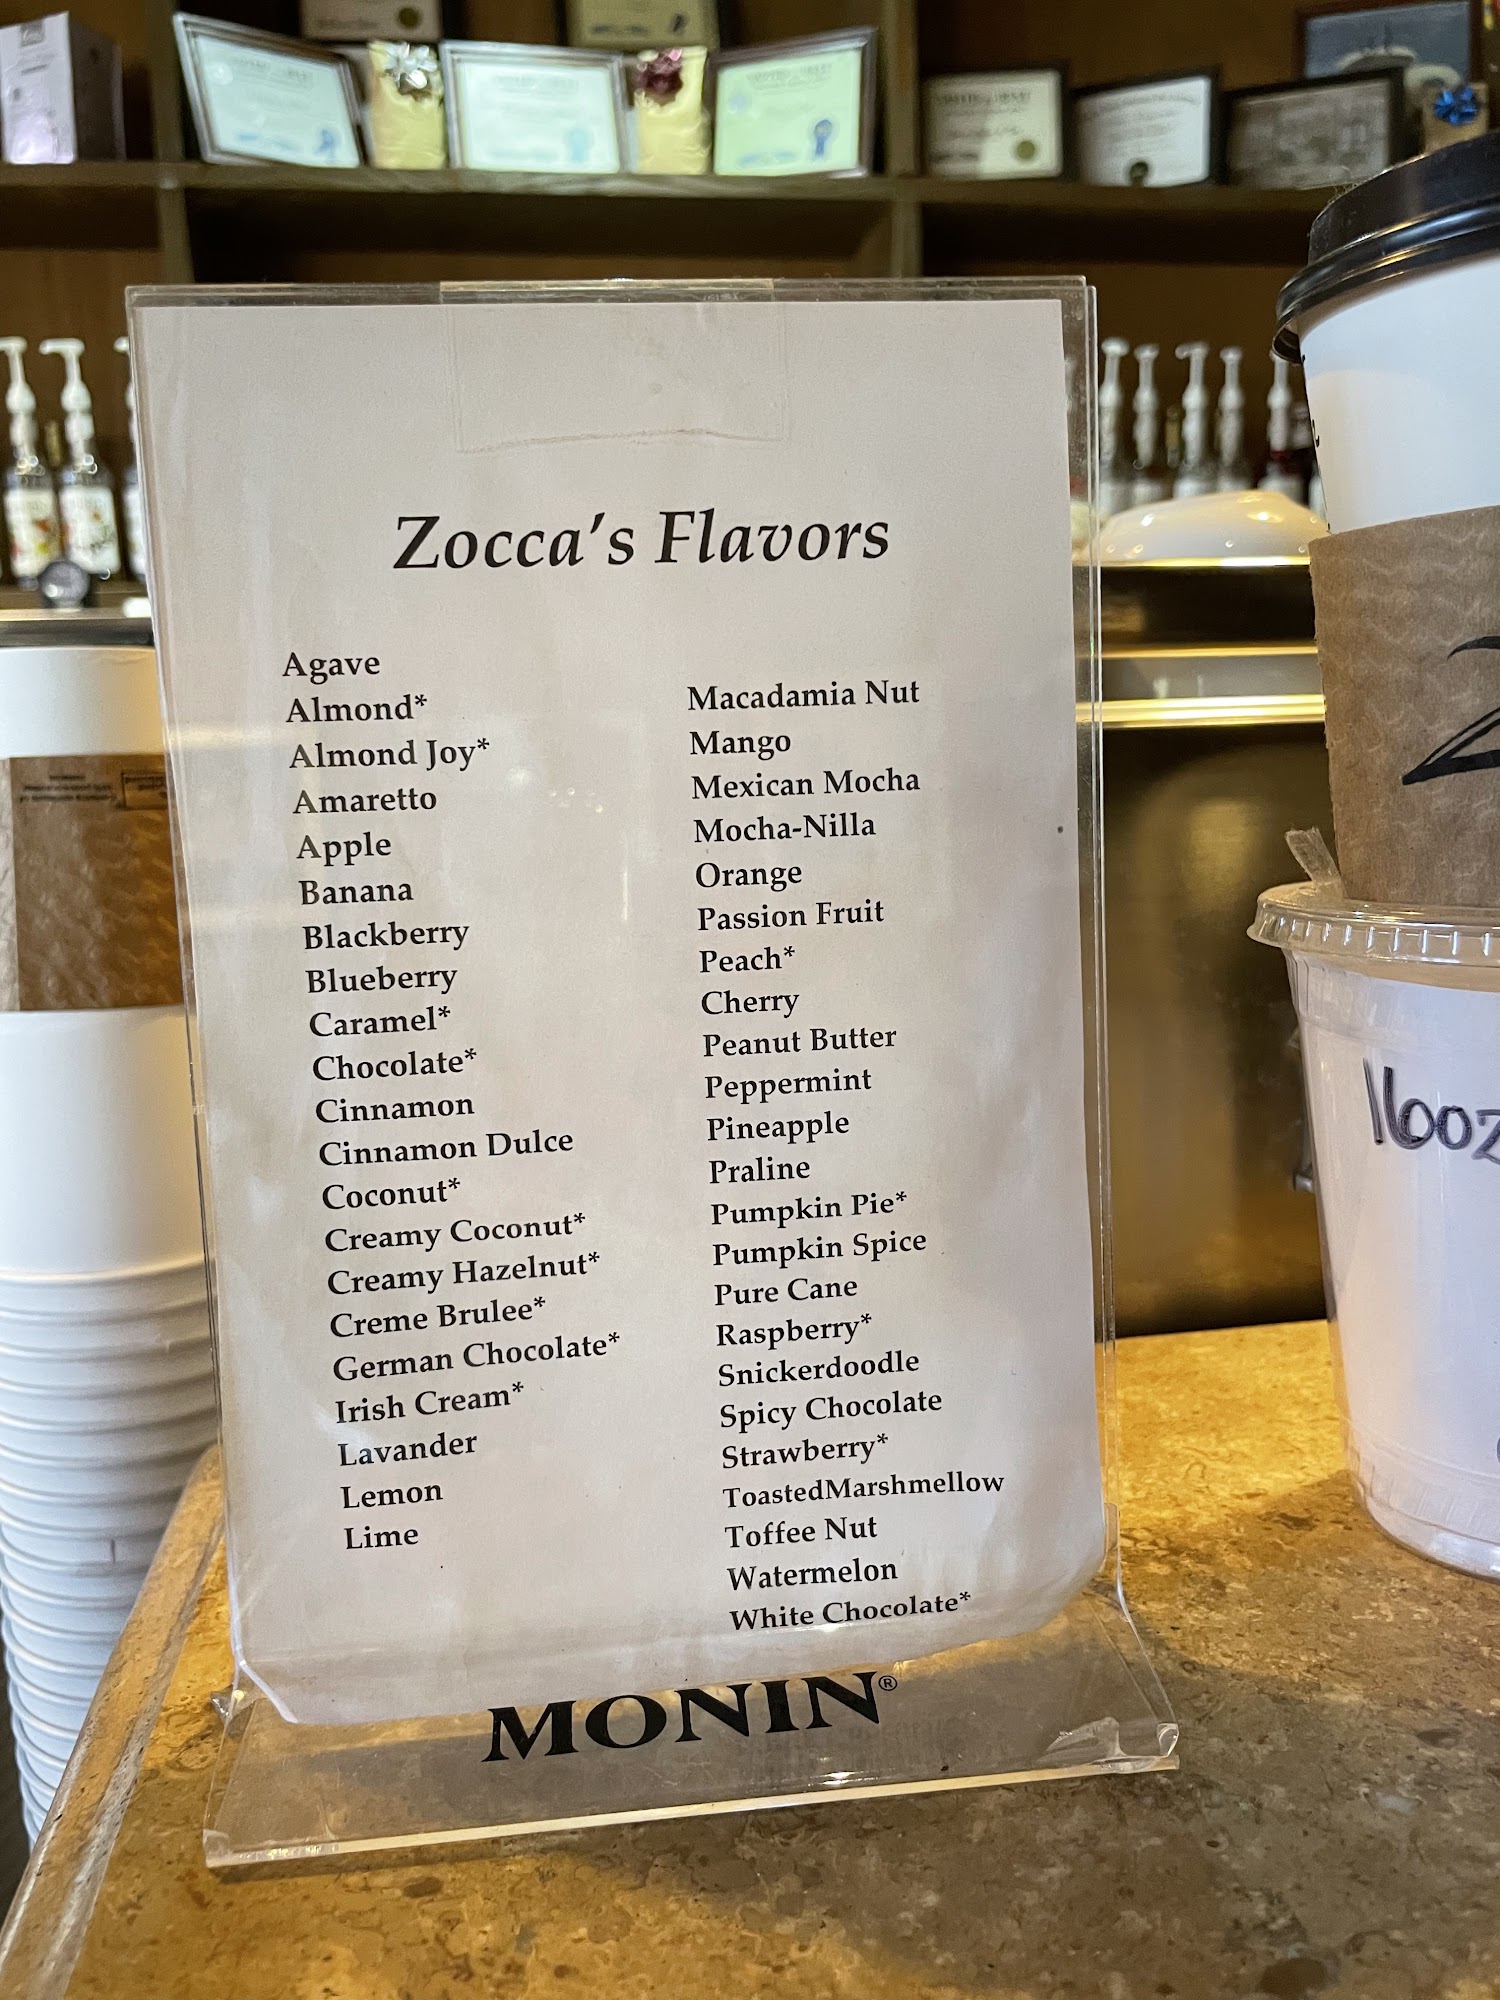 Zocca's Flavors
Agave
Almond*
Almond Joy*
Amaretto
Apple
Banana
Blackberry
Blueberry
Caramel*
Chocolate*
Cinnamon
Cinnamon Dulce
Coconut*
Creamy Coconut*
Creamy Hazelnut*
Creme Brulee*
German Chocolate*
Irish Cream*
Lavander
Lemon
Lime
Macadamia Nut
Mango
Mexican Mocha
Mocha-Nilla
Orange
Passion Fruit
Peach*
Cherry
Peanut Butter
Peppermint
Pineapple
Praline
Pumpkin Pie*
Pumpkin Spice
Pure Cane
Raspberry*
Snickerdoodle
Spicy Chocolate
Strawberry*
ToastedMarshmellow
Toffee Nut
Watermelon
White Chocolate*
MONIN®
16oz